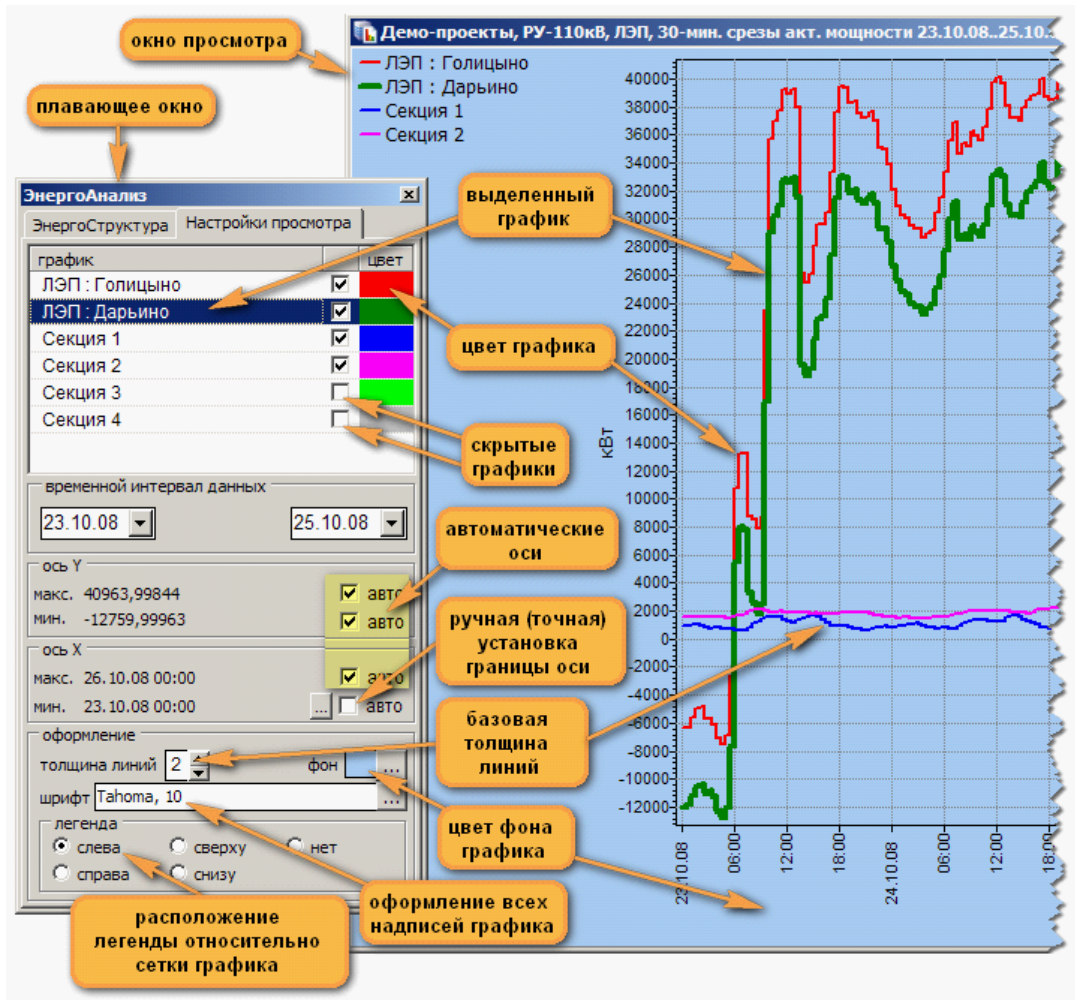 окно просмотра
плавающее окно
Демо-проекты, РУ-110кВ, ЛЭП, 30-мин. срезы акт. мощности 23.10.08..25.10.
ЛЭП : Голицыно
ЛЭП : Дарьино
Секция 1
Секция 2
ЭнергоАнализ
ЭнергоСтруктура
Настройки просмотра
график
цвет
ЛЭП : Голицыно
ЛЭП : Дарьино
Секция 1
Секция 2
Секция 3
Секция 4
временной интервал данных
23.10.08
25.10.08
ось Y
макс. 40963,99844
авто
мин. -12759,99963
авто
ось X
макс. 26.10.08 00:00
авто
мин. 23.10.08 00:00
...
авто
оформление
толщина линий 2
фон
...
шрифт Tahoma, 10
...
легенда
слева
сверху
нет
справа
снизу
выделенный
график
цвет графика
скрытые
графики
автоматические
оси
ручная (точная)
установка
границы оси
базовая
толщина
линий
цвет фона
графика
оформление всех
надписей графика
расположение
легенды относительно
сетки графика
кВт
40000
38000
36000
34000
32000
30000
28000
26000
24000
22000
20000
18000
16000
14000
12000
10000
8000
6000
4000
2000
0
-2000
-4000
-6000
-8000
-10000
-12000
23.10.08
06:00
12:00
18:00
24.10.08
06:00
12:00
18:00